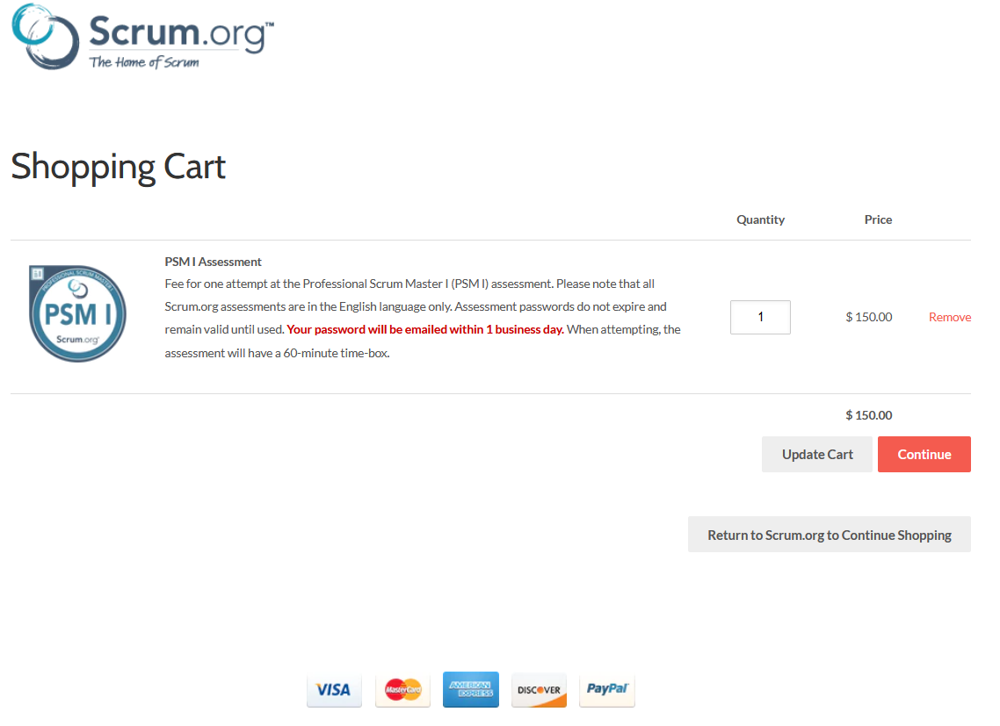 Scrum.org™
The Home of Scrum
Shopping Cart
Quantity Price
PROFESSIONAL SCRUM MASTER I
PSM I
Scrum.org
PSM I Assessment
Fee for one attempt at the Professional Scrum Master I (PSM I) assessment. Please note that all
Scrum.org assessments are in the English language only. Assessment passwords do not expire and
remain valid until used. Your password will be emailed within 1 business day. When attempting, the
assessment will have a 60-minute time-box.
1
$ 150.00
Remove
$ 150.00
Update Cart
Continue
Return to Scrum.org to Continue Shopping
VISA
MasterCard
AMERICAN
EXPRESS
DISCOVER
PayPal